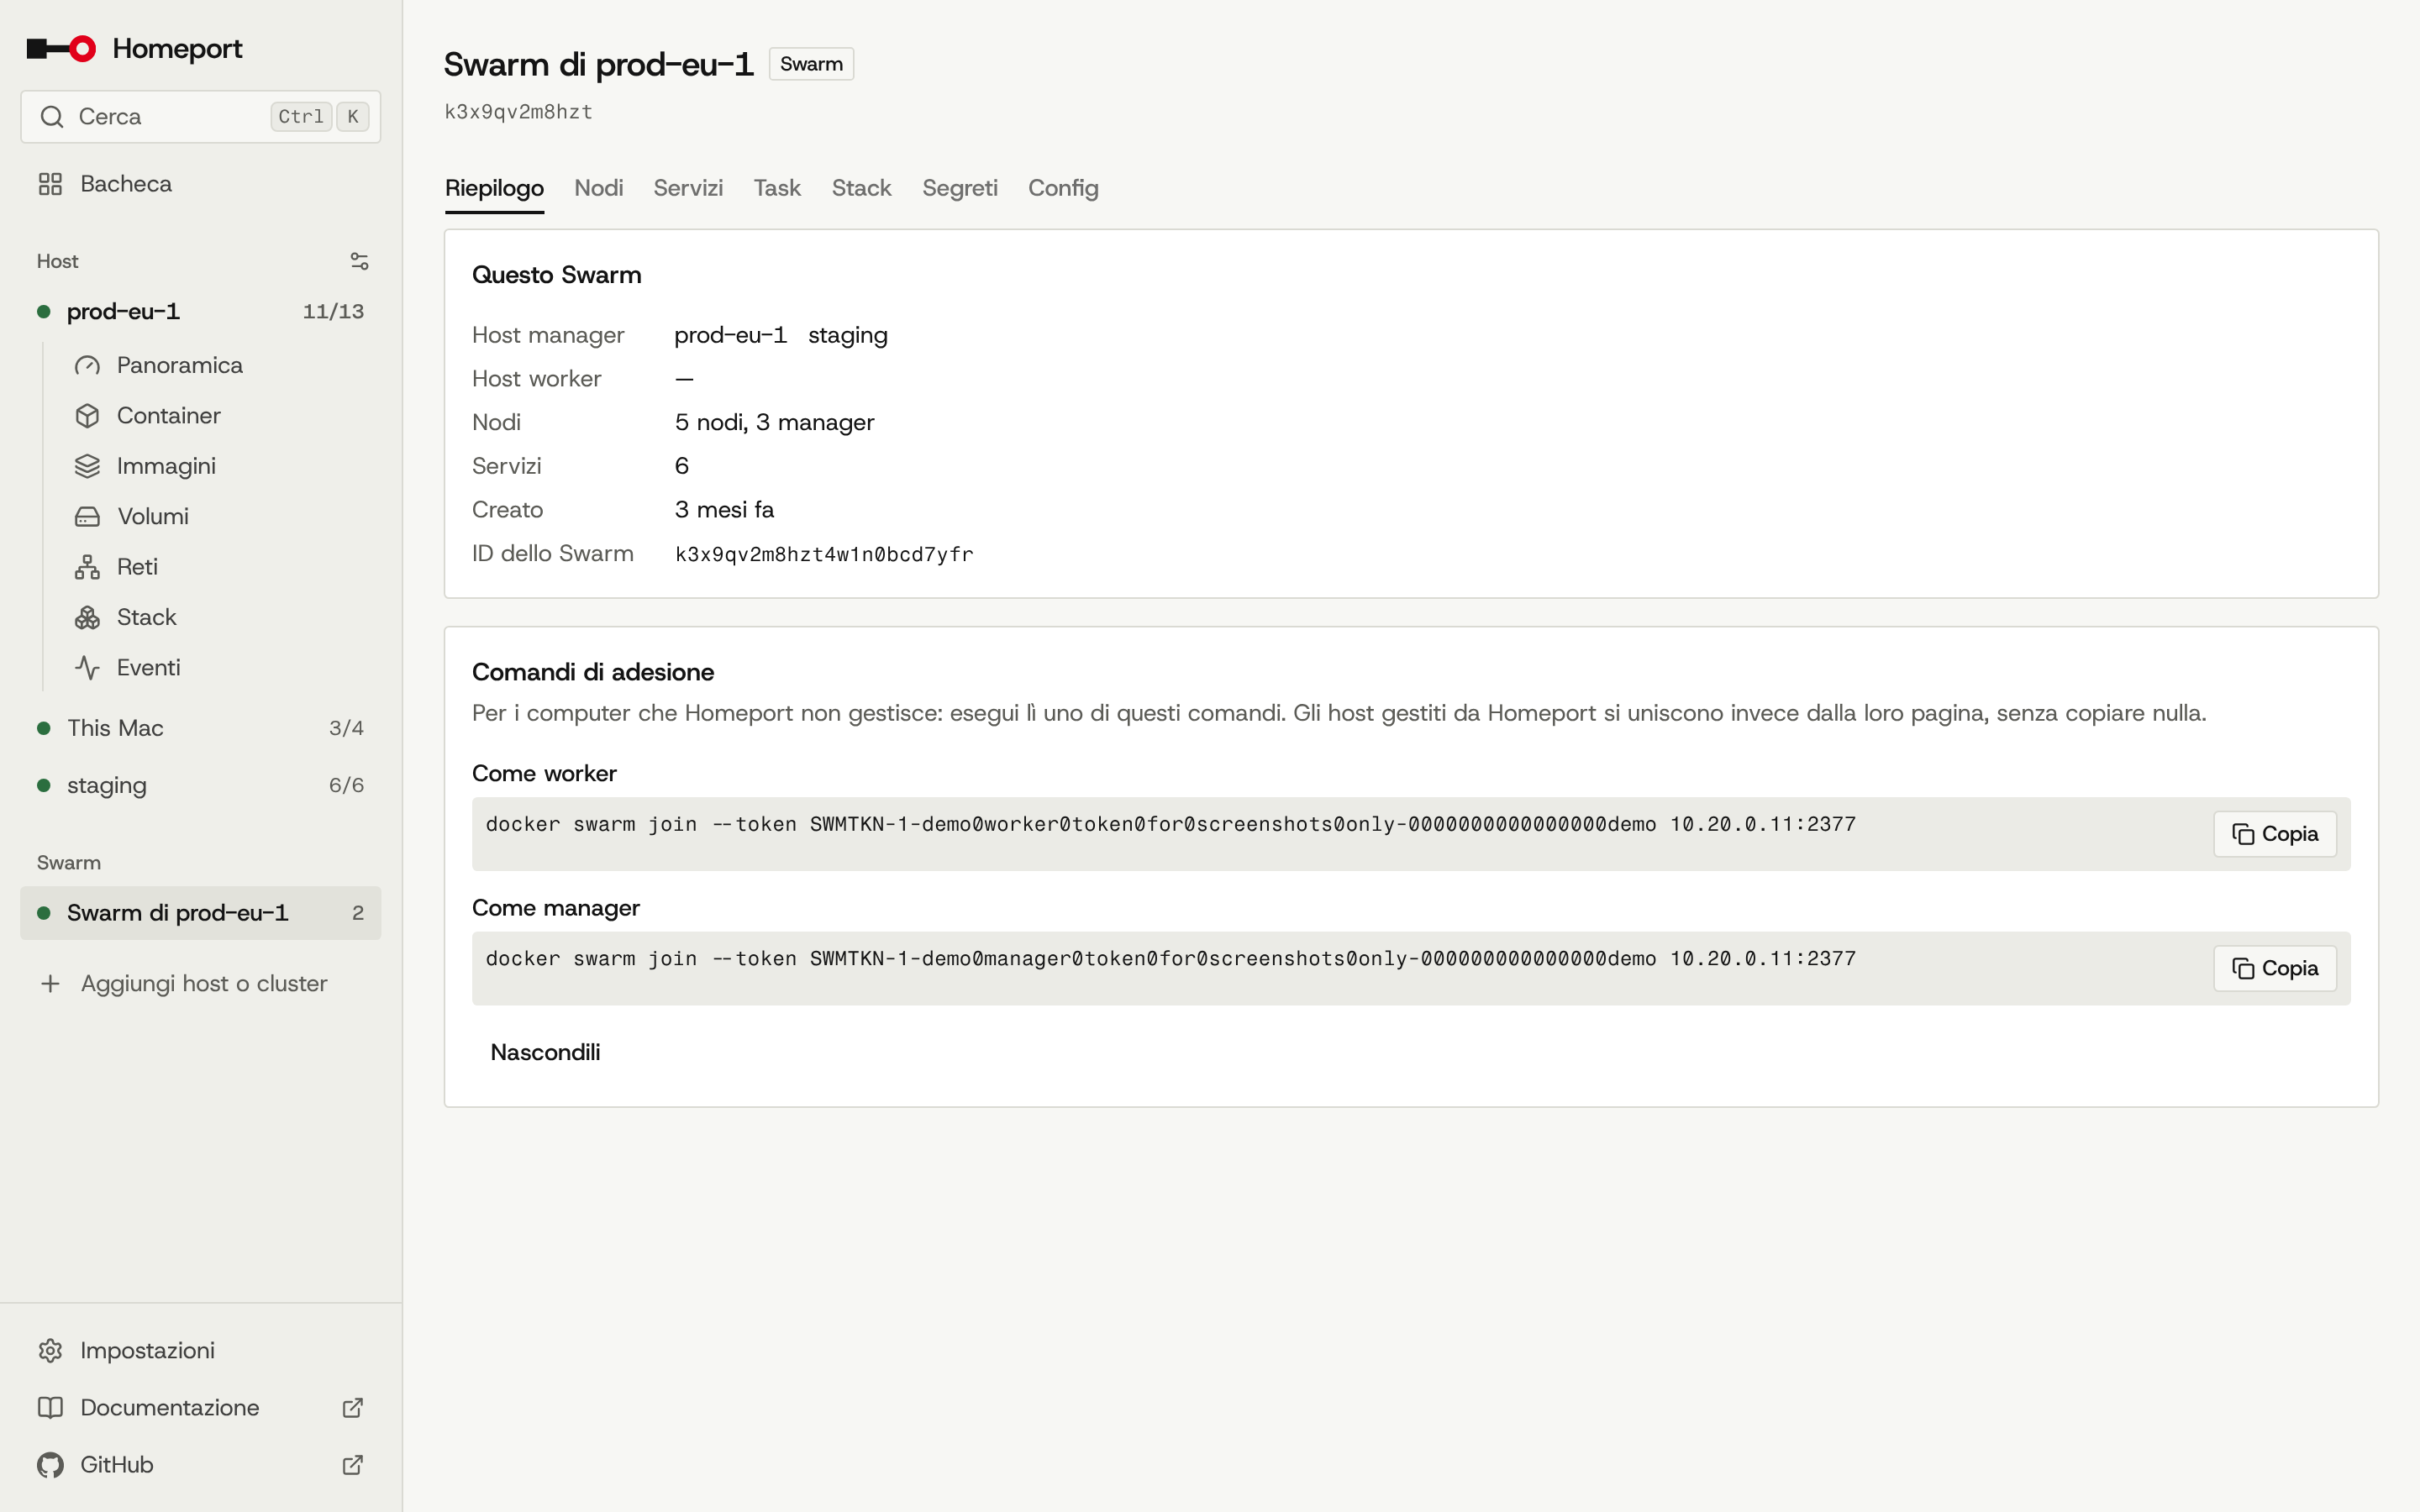 Homeport
Cerca Ctrl K
Bacheca
Host
prod-eu-1 11/13
Panoramica
Container
Immagini
Volumi
Reti
Stack
Eventi
This Mac 3/4
staging 6/6
Swarm
Swarm di prod-eu-1 2
Aggiungi host o cluster
Impostazioni
Documentazione
GitHub
Swarm di prod-eu-1 Swarm
k3x9qv2m8hzt
Riepilogo Nodi Servizi Task Stack Segreti Config
Questo Swarm
Host manager prod-eu-1 staging
Host worker —
Nodi 5 nodi, 3 manager
Servizi 6
Creato 3 mesi fa
ID dello Swarm k3x9qv2m8hzt4w1n0bcd7yfr
Comandi di adesione
Per i computer che Homeport non gestisce: esegui lì uno di questi comandi. Gli host gestiti da Homeport si uniscono invece dalla loro pagina, senza copiare nulla.
Come worker
docker swarm join --token SWMTKN-1-demo0worker0token0for0screenshots0only-0000000000000000demo 10.20.0.11:2377
Copia
Come manager
docker swarm join --token SWMTKN-1-demo0manager0token0for0screenshots0only-000000000000000demo 10.20.0.11:2377
Copia
Nascondili